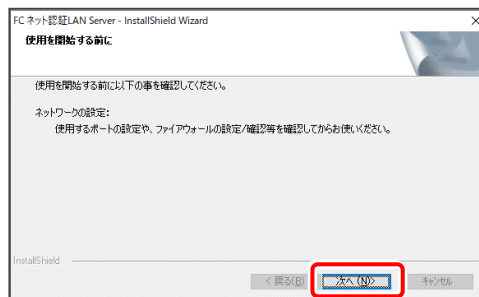 FC ネット認証LAN Server - InstallShield Wizard
使用を開始する前に
使用を開始する前に以下の事を確認してください。
ネットワークの設定:
使用するポートの設定や、ファイアウォールの設定/確認等を確認してからお使いください。
InstallShield
< 戻る(B) 次へ(N)> キャンセル